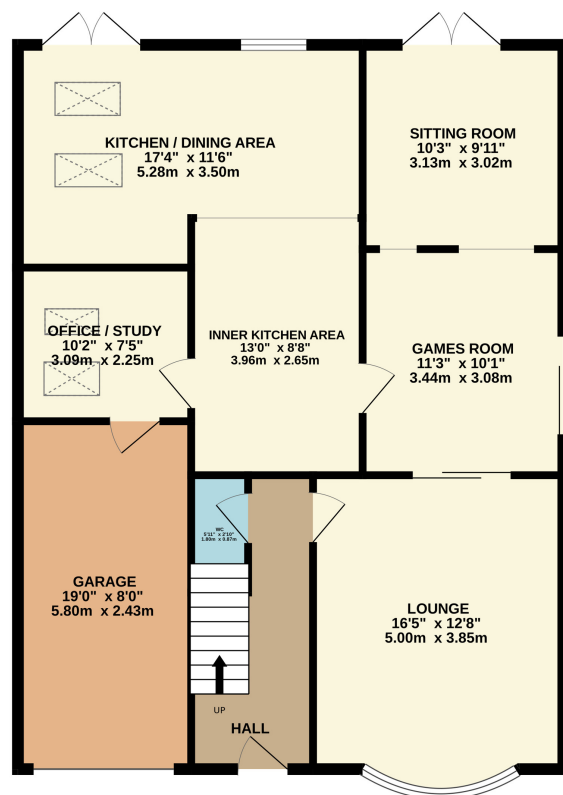 KITCHEN / DINING AREA
17'4" x 11'6"
5.28m x 3.50m
SITTING ROOM
10'3" x 9'11"
3.13m x 3.02m
OFFICE / STUDY
10'2" x 7'5"
3.09m x 2.25m
INNER KITCHEN AREA
13'0" x 8'8"
3.96m x 2.65m
GAMES ROOM
11'3" x 10'1"
3.44m x 3.08m
WC
5'11" x 2'10"
1.80m x 0.87m
GARAGE
19'0" x 8'0"
5.80m x 2.43m
LOUNGE
16'5" x 12'8"
5.00m x 3.85m
UP
HALL